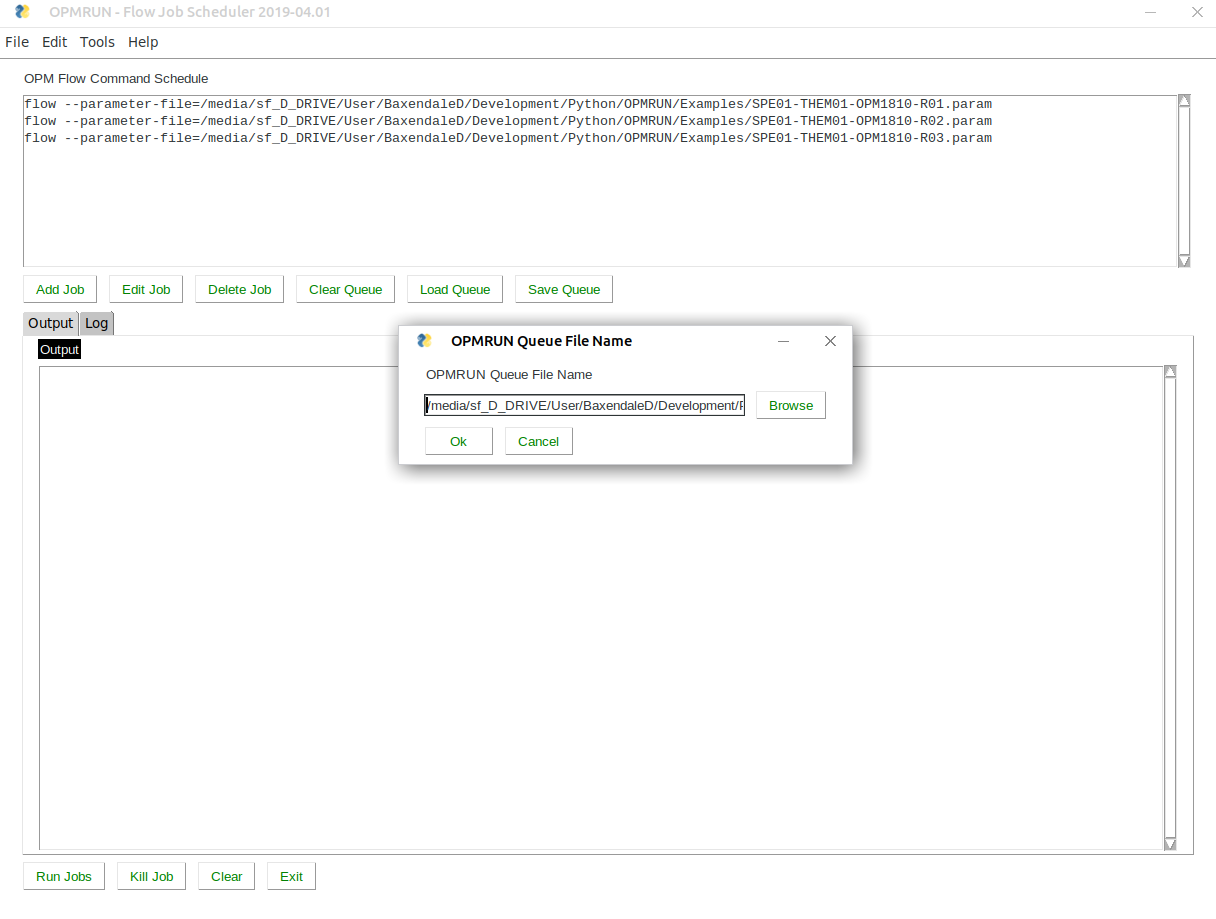 OPMRUN - Flow Job Scheduler 2019-04.01
File Edit Tools Help
OPM Flow Command Schedule
flow --parameter-file=/media/sf_D_DRIVE/User/BaxendaleD/Development/Python/OPMRUN/Examples/SPE01-THEM01-OPM1810-R01.param
flow --parameter-file=/media/sf_D_DRIVE/User/BaxendaleD/Development/Python/OPMRUN/Examples/SPE01-THEM01-OPM1810-R02.param
flow --parameter-file=/media/sf_D_DRIVE/User/BaxendaleD/Development/Python/OPMRUN/Examples/SPE01-THEM01-OPM1810-R03.param
Add Job Edit Job Delete Job Clear Queue Load Queue Save Queue
Output Log
Output
OPMRUN Queue File Name
OPMRUN Queue File Name
/media/sf_D_DRIVE/User/BaxendaleD/Development/ Browse
Ok Cancel
Run Jobs Kill Job Clear Exit